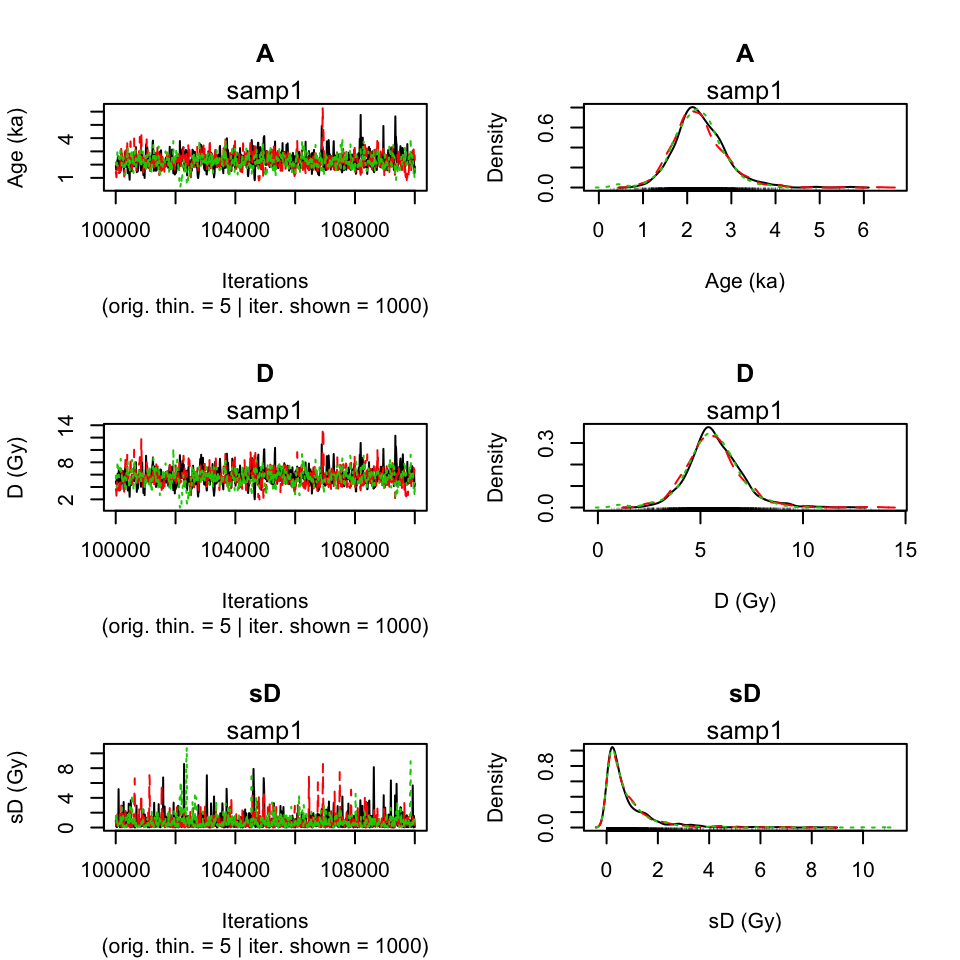 A
samp1
Age (ka)
1 4
100000 104000 108000
Iterations
(orig. thin. = 5 | iter. shown = 1000)
A
samp1
Density
0.0 0.6
0 1 2 3 4 5 6
Age (ka)
D
samp1
D (Gy)
2 8 14
100000 104000 108000
Iterations
(orig. thin. = 5 | iter. shown = 1000)
D
samp1
Density
0.0 0.3
0 5 10 15
D (Gy)
sD
samp1
sD (Gy)
0 4 8
100000 104000 108000
Iterations
(orig. thin. = 5 | iter. shown = 1000)
sD
samp1
Density
0.0 0.8
0 2 4 6 8 10
sD (Gy)